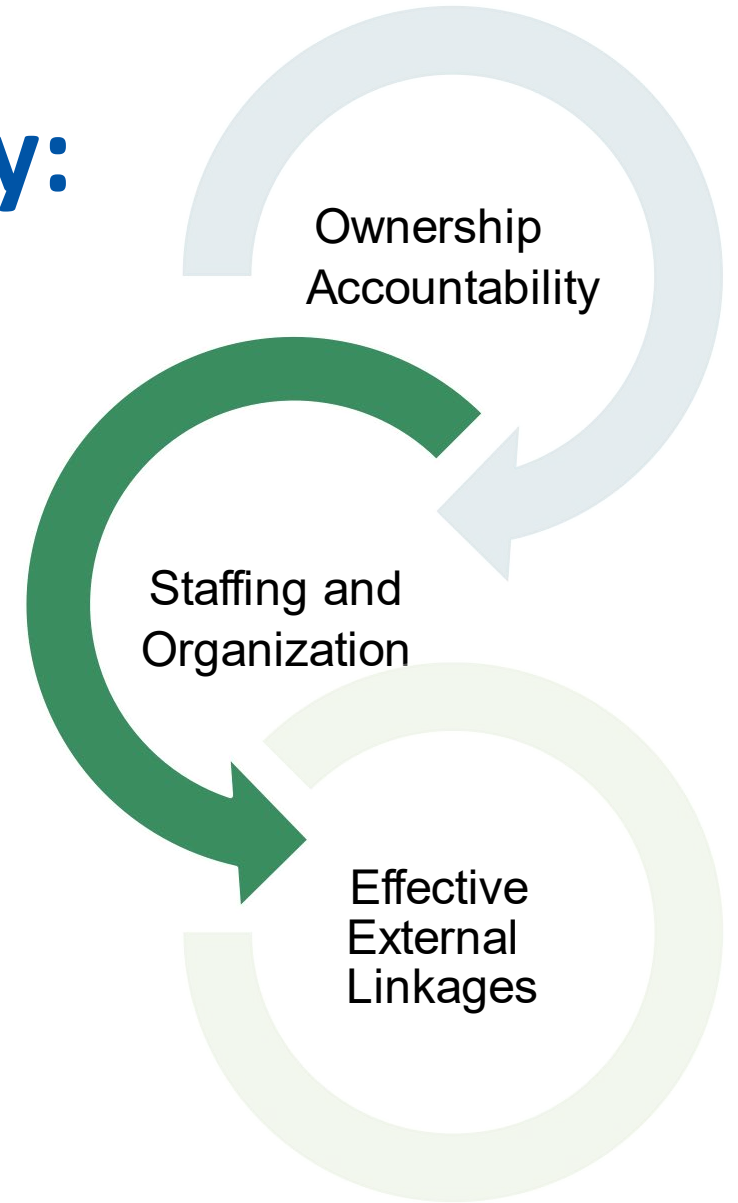 y:
Ownership
Accountability
Staffing and
Organization
Effective
External
Linkages